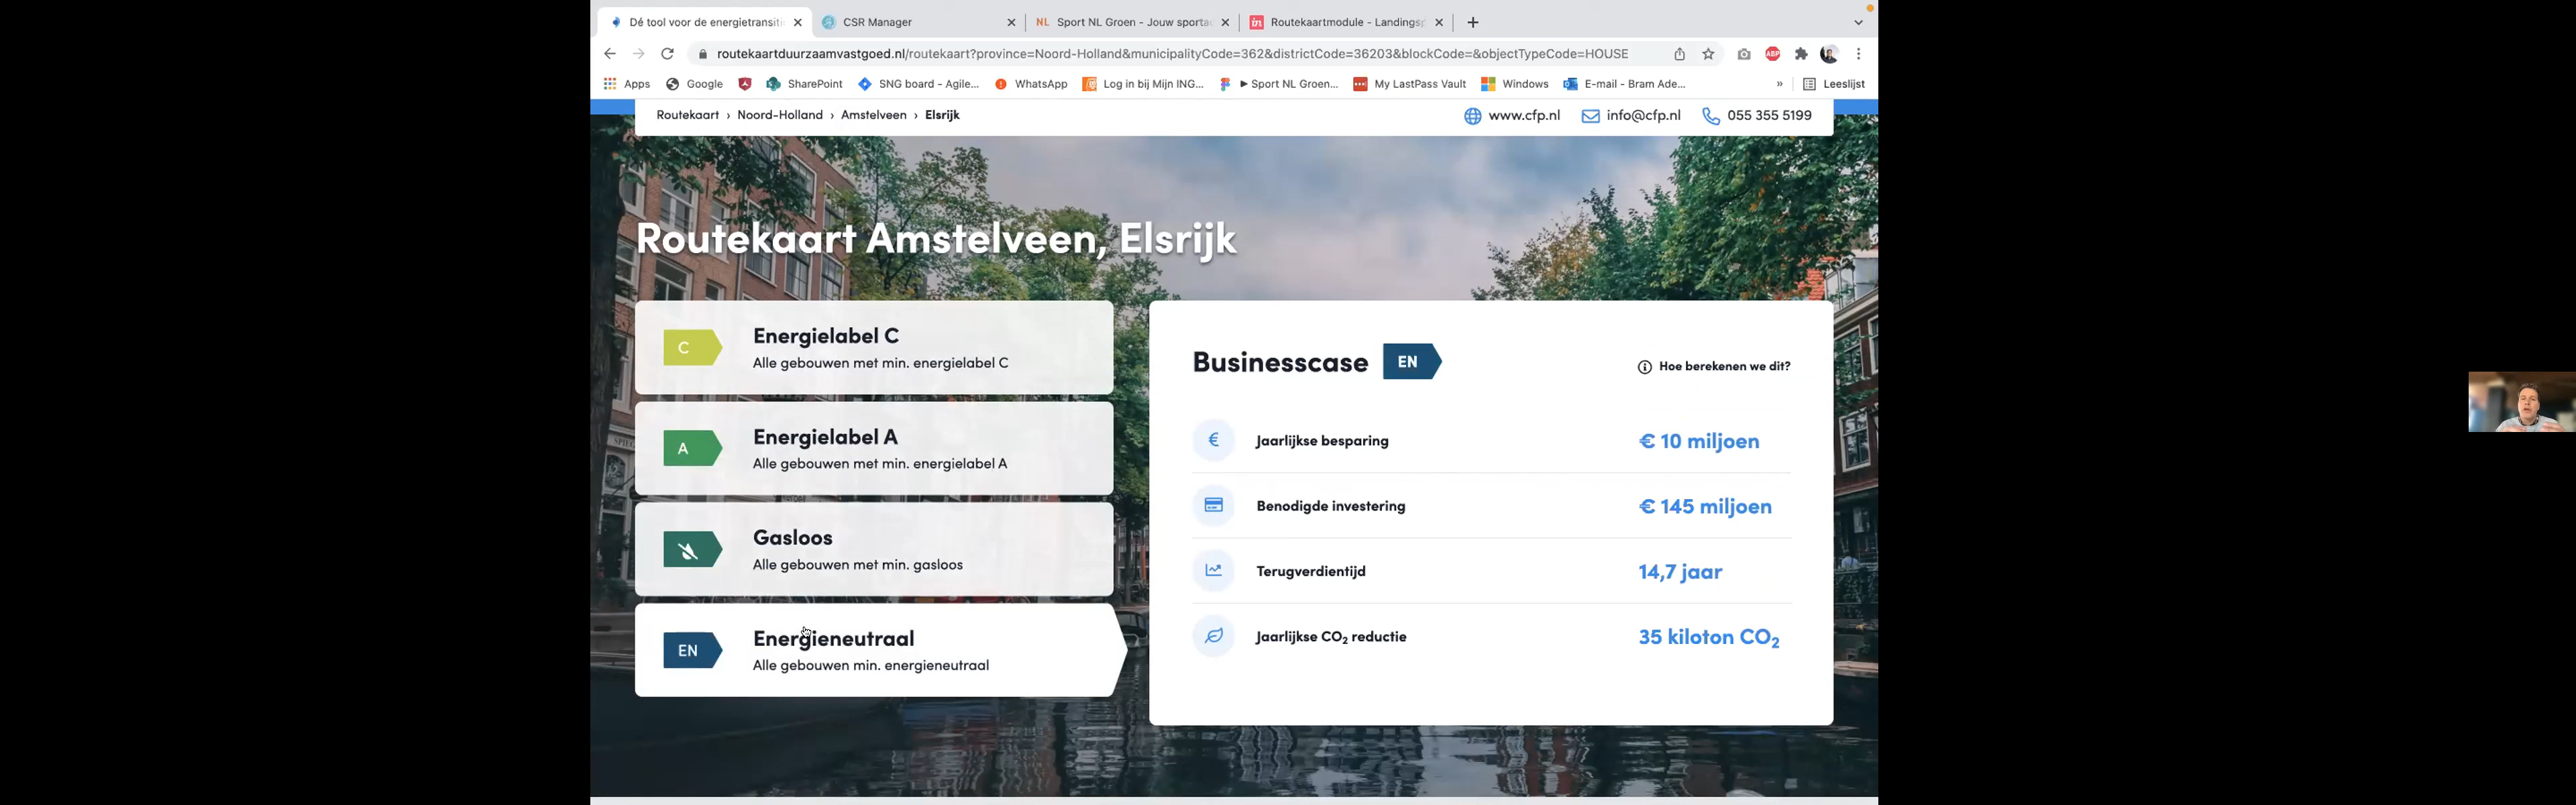 Dé tool voor de energietransiti
CSR Manager
NL Sport NL Groen - Jouw sporta
in Routekaartmodule - Landingsp
routekaartduurzaamvastgoed.nl/routekaart?province=Noord-Holland&municipalityCode=362&districtCode=36203&blockCode=&objectTypeCode=HOUSE
ABP
Apps Google SharePoint SNG board - Agile... WhatsApp Log in bij Mijn ING... ▶ Sport NL Groen... My LastPass Vault Windows E-mail - Bram Ade... » Leeslijst
Routekaart › Noord-Holland › Amstelveen › Elsrijk
www.cfp.nl info@cfp.nl 055 355 5199
Routekaart Amstelveen, Elsrijk
C Energielabel C
Alle gebouwen met min. energielabel C
A Energielabel A
Alle gebouwen met min. energielabel A
Gasloos
Alle gebouwen met min. gasloos
EN Energieneutraal
Alle gebouwen min. energieneutraal
Businesscase EN
Hoe berekenen we dit?
€ Jaarlijkse besparing € 10 miljoen
Benodigde investering € 145 miljoen
Terugverdientijd 14,7 jaar
Jaarlijkse CO₂ reductie 35 kiloton CO₂